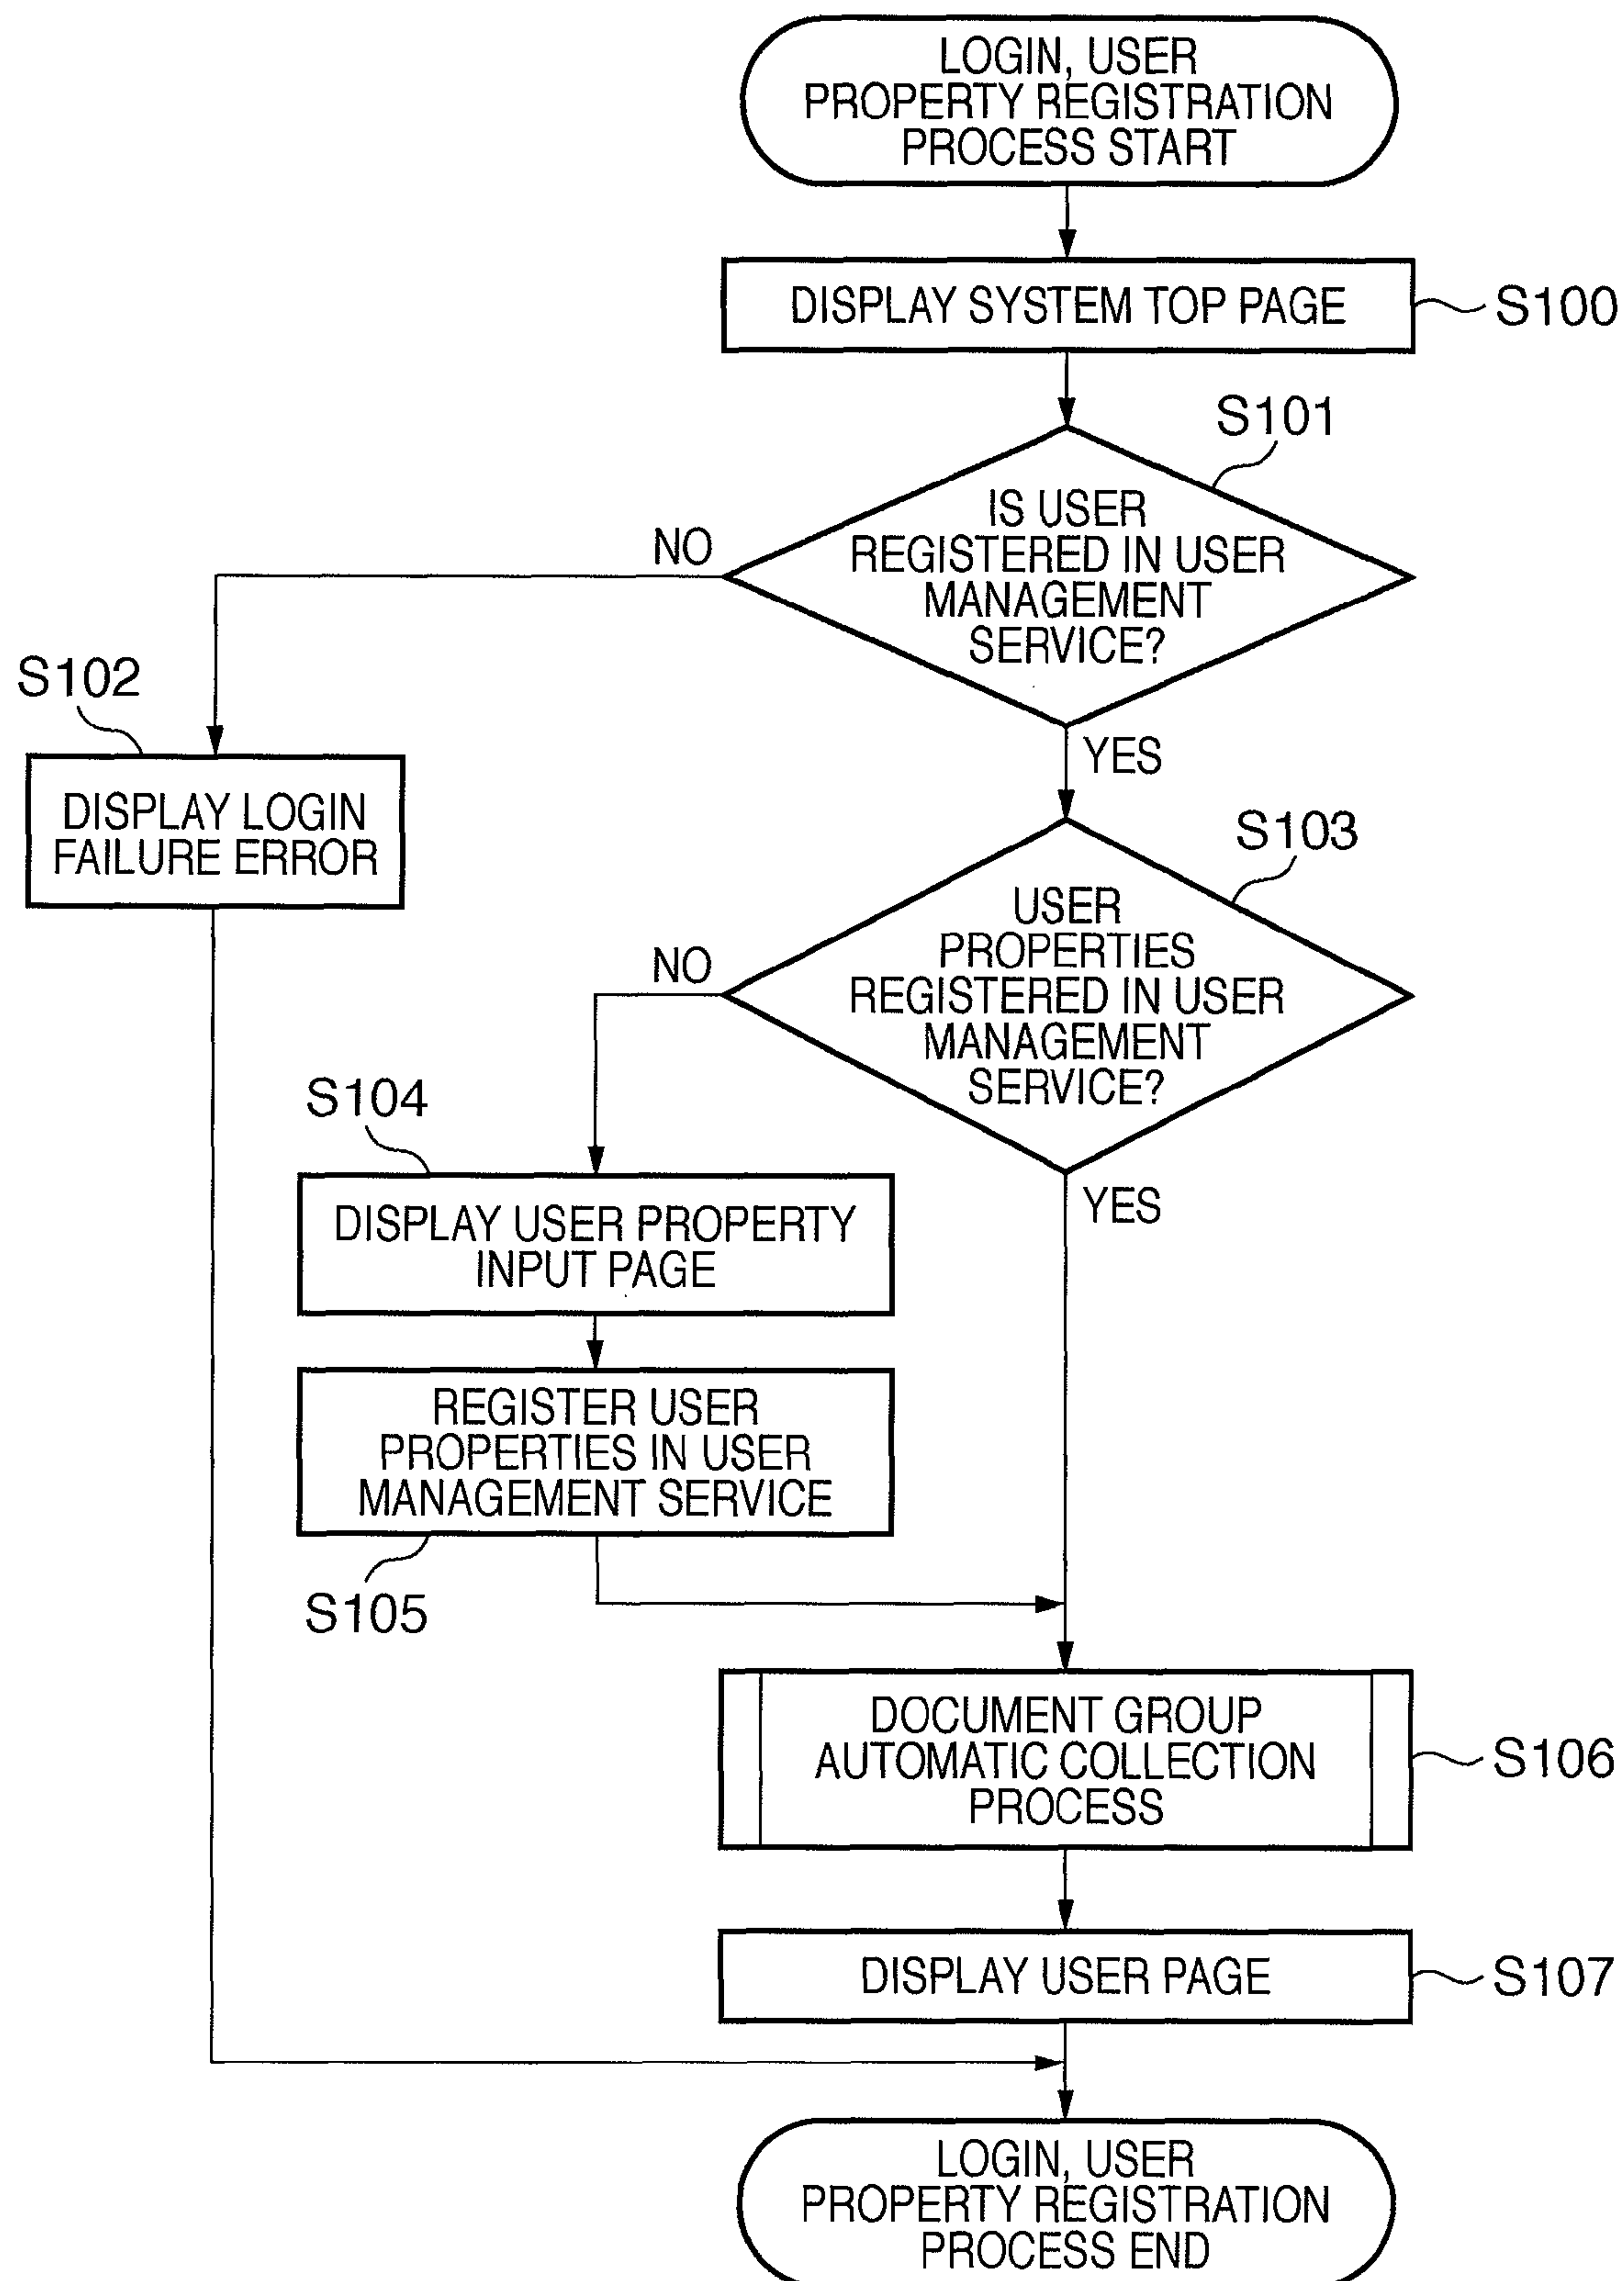 LOGIN, USER
PROPERTY REGISTRATION
PROCESS START
DISPLAY SYSTEM TOP PAGE
S100
S101
IS USER
REGISTERED IN USER
MANAGEMENT
SERVICE?
NO
YES
S102
DISPLAY LOGIN
FAILURE ERROR
S103
USER
PROPERTIES
REGISTERED IN USER
MANAGEMENT
SERVICE?
NO
YES
S104
DISPLAY USER PROPERTY
INPUT PAGE
REGISTER USER
PROPERTIES IN USER
MANAGEMENT SERVICE
S105
DOCUMENT GROUP
AUTOMATIC COLLECTION
PROCESS
S106
DISPLAY USER PAGE
S107
LOGIN, USER
PROPERTY REGISTRATION
PROCESS END